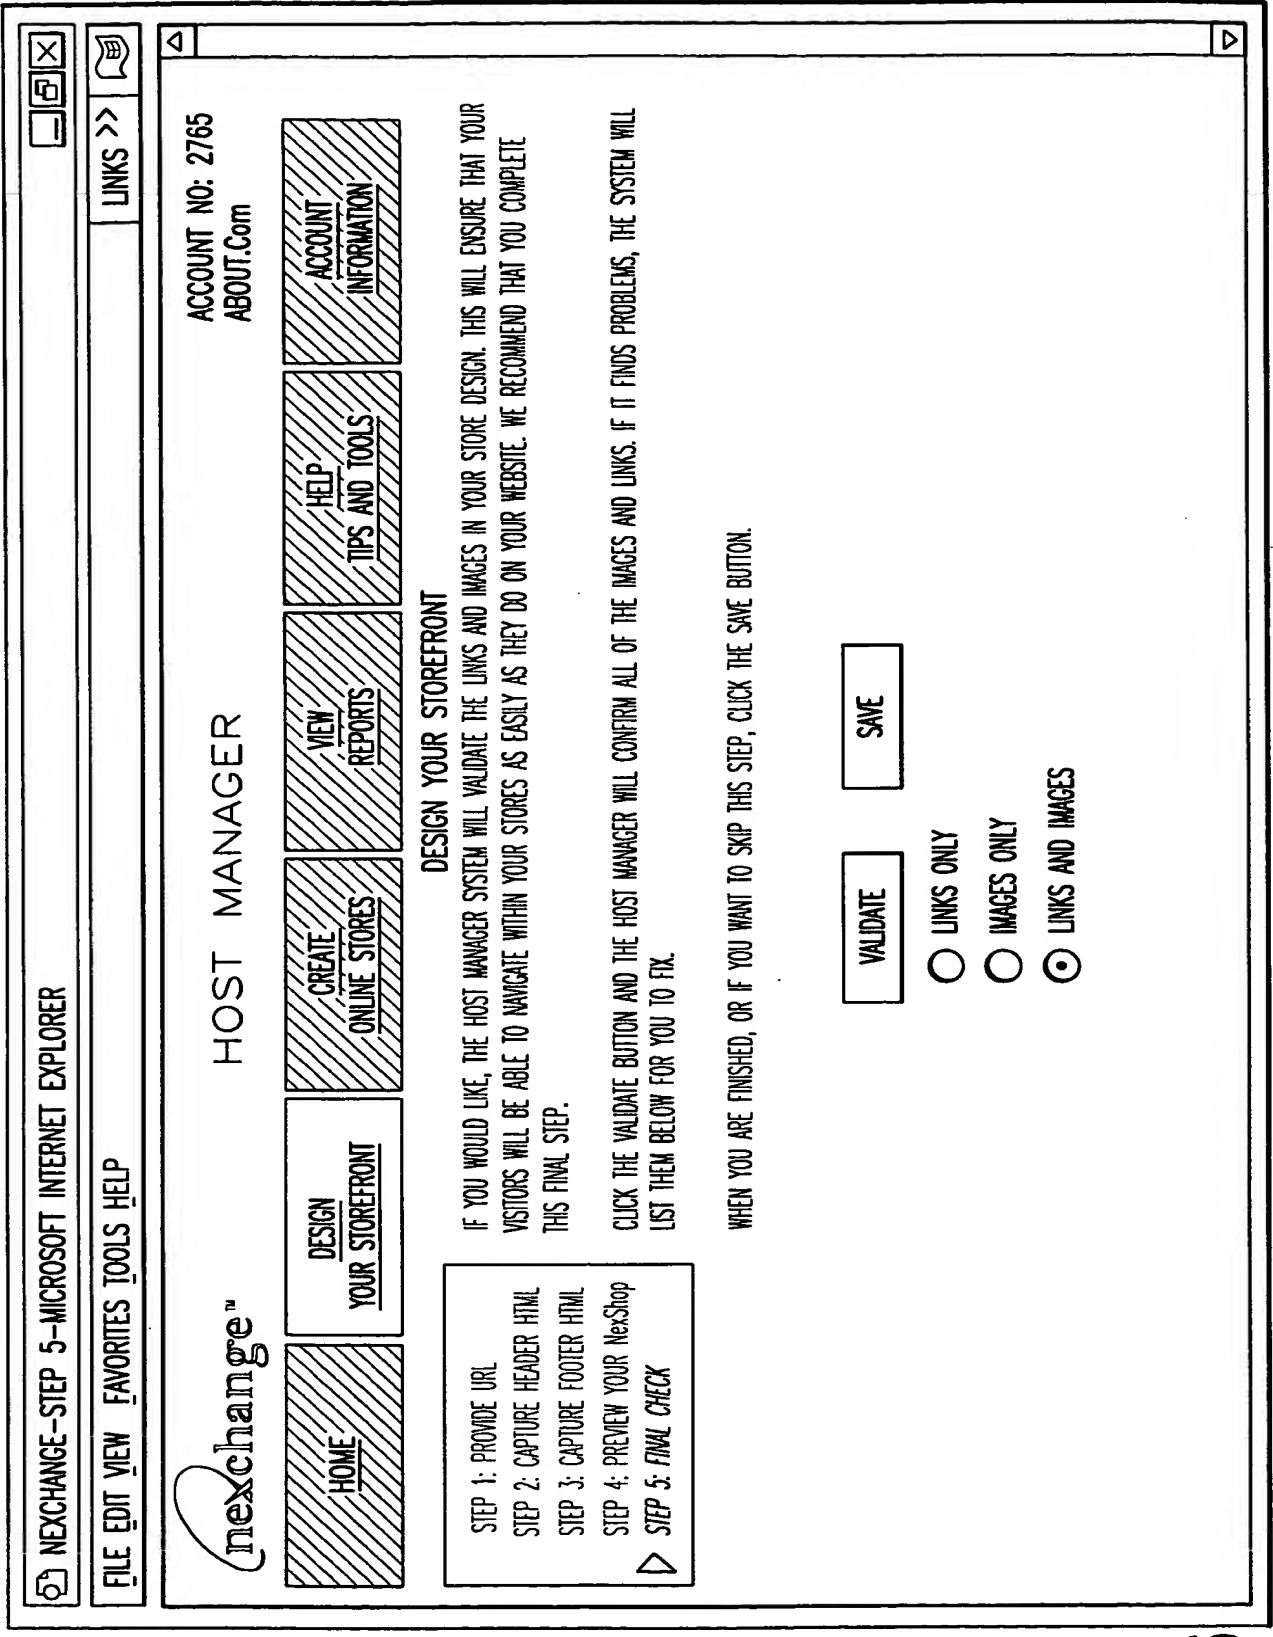 NEXCHANGE-STEP 5-MICROSOFT INTERNET EXPLORER
FILE EDIT VIEW FAVORITES TOOLS HELP
LINKS >>
nexchange™
HOST MANAGER
ACCOUNT NO: 2765
ABOUT.Com
HOME
DESIGN
YOUR STOREFRONT
CREATE
ONLINE STORES
VIEW
REPORTS
HELP
TIPS AND TOOLS
ACCOUNT
INFORMATION
DESIGN YOUR STOREFRONT
STEP 1: PROVIDE URL
STEP 2: CAPTURE HEADER HTML
STEP 3: CAPTURE FOOTER HTML
STEP 4: PREVIEW YOUR NexShop
STEP 5: FINAL CHECK
IF YOU WOULD LIKE, THE HOST MANAGER SYSTEM WILL VALIDATE THE LINKS AND IMAGES IN YOUR STORE DESIGN. THIS WILL ENSURE THAT YOUR
VISITORS WILL BE ABLE TO NAVIGATE WITHIN YOUR STORES AS EASILY AS THEY DO ON YOUR WEBSITE. WE RECOMMEND THAT YOU COMPLETE
THIS FINAL STEP.
CLICK THE VALIDATE BUTTON AND THE HOST MANAGER WILL CONFIRM ALL OF THE IMAGES AND LINKS. IF IT FINDS PROBLEMS, THE SYSTEM WILL
LIST THEM BELOW FOR YOU TO FIX.
WHEN YOU ARE FINISHED, OR IF YOU WANT TO SKIP THIS STEP, CLICK THE SAVE BUTTON.
VALIDATE
SAVE
LINKS ONLY
IMAGES ONLY
LINKS AND IMAGES